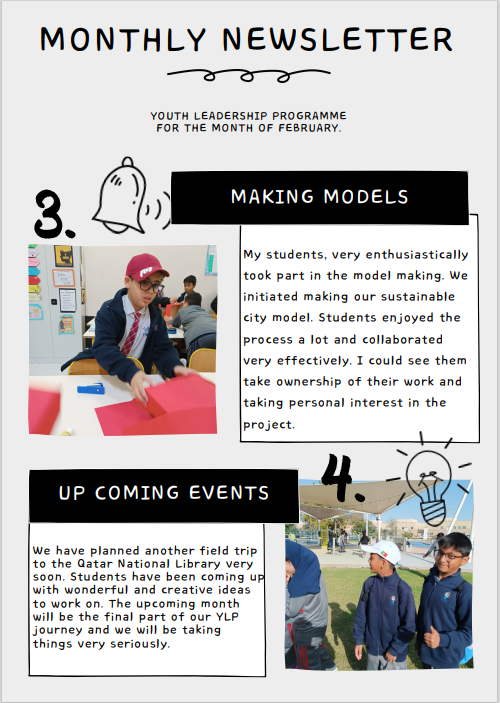 MONTHLY NEWSLETTER
YOUTH LEADERSHIP PROGRAMME
FOR THE MONTH OF FEBRUARY.
3.
MAKING MODELS
My students, very enthusiastically
took part in the model making. We
initiated making our sustainable
city model. Students enjoyed the
process a lot and collaborated
very effectively. I could see them
take ownership of their work and
taking personal interest in the
project.
4.
UP COMING EVENTS
We have planned another field trip
to the Qatar National Library very
soon. Students have been coming up
with wonderful and creative ideas
to work on. The upcoming month
will be the final part of our YLP
journey and we will be taking
things very seriously.